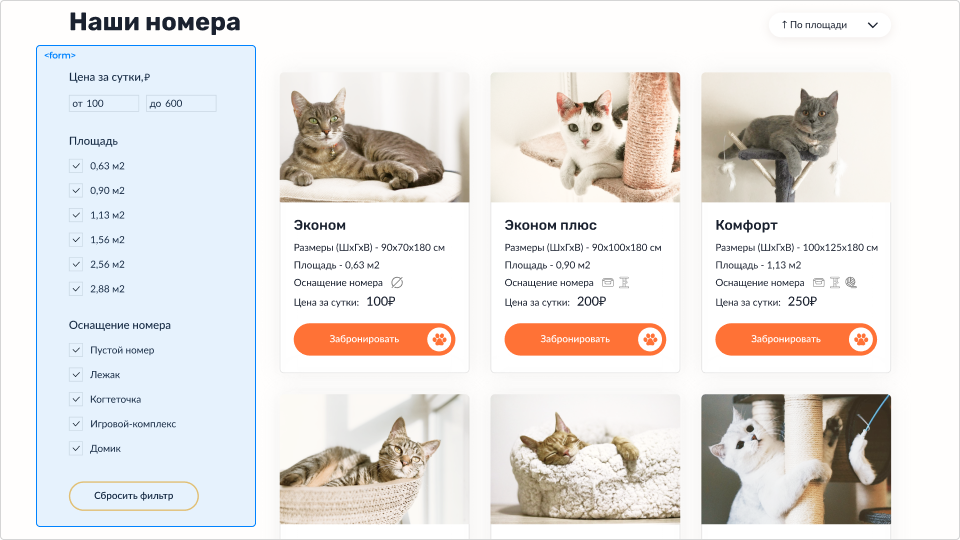 Наши номера
↑ По площади
<form>
Цена за сутки,₽
от 100
до 600
Площадь
0,63 м2
0,90 м2
1,13 м2
1,56 м2
2,56 м2
2,88 м2
Оснащение номера
Пустой номер
Лежак
Когтеточка
Игровой-комплекс
Домик
Сбросить фильтр
Эконом
Размеры (ШхГхВ) - 90х70х180 см
Площадь - 0,63 м2
Оснащение номера
Цена за сутки: 100₽
Забронировать
Эконом плюс
Размеры (ШхГхВ) - 90х100х180 см
Площадь - 0,90 м2
Оснащение номера
Цена за сутки: 200₽
Забронировать
Комфорт
Размеры (ШхГхВ) - 100х125х180 см
Площадь - 1,13 м2
Оснащение номера
Цена за сутки: 250₽
Забронировать